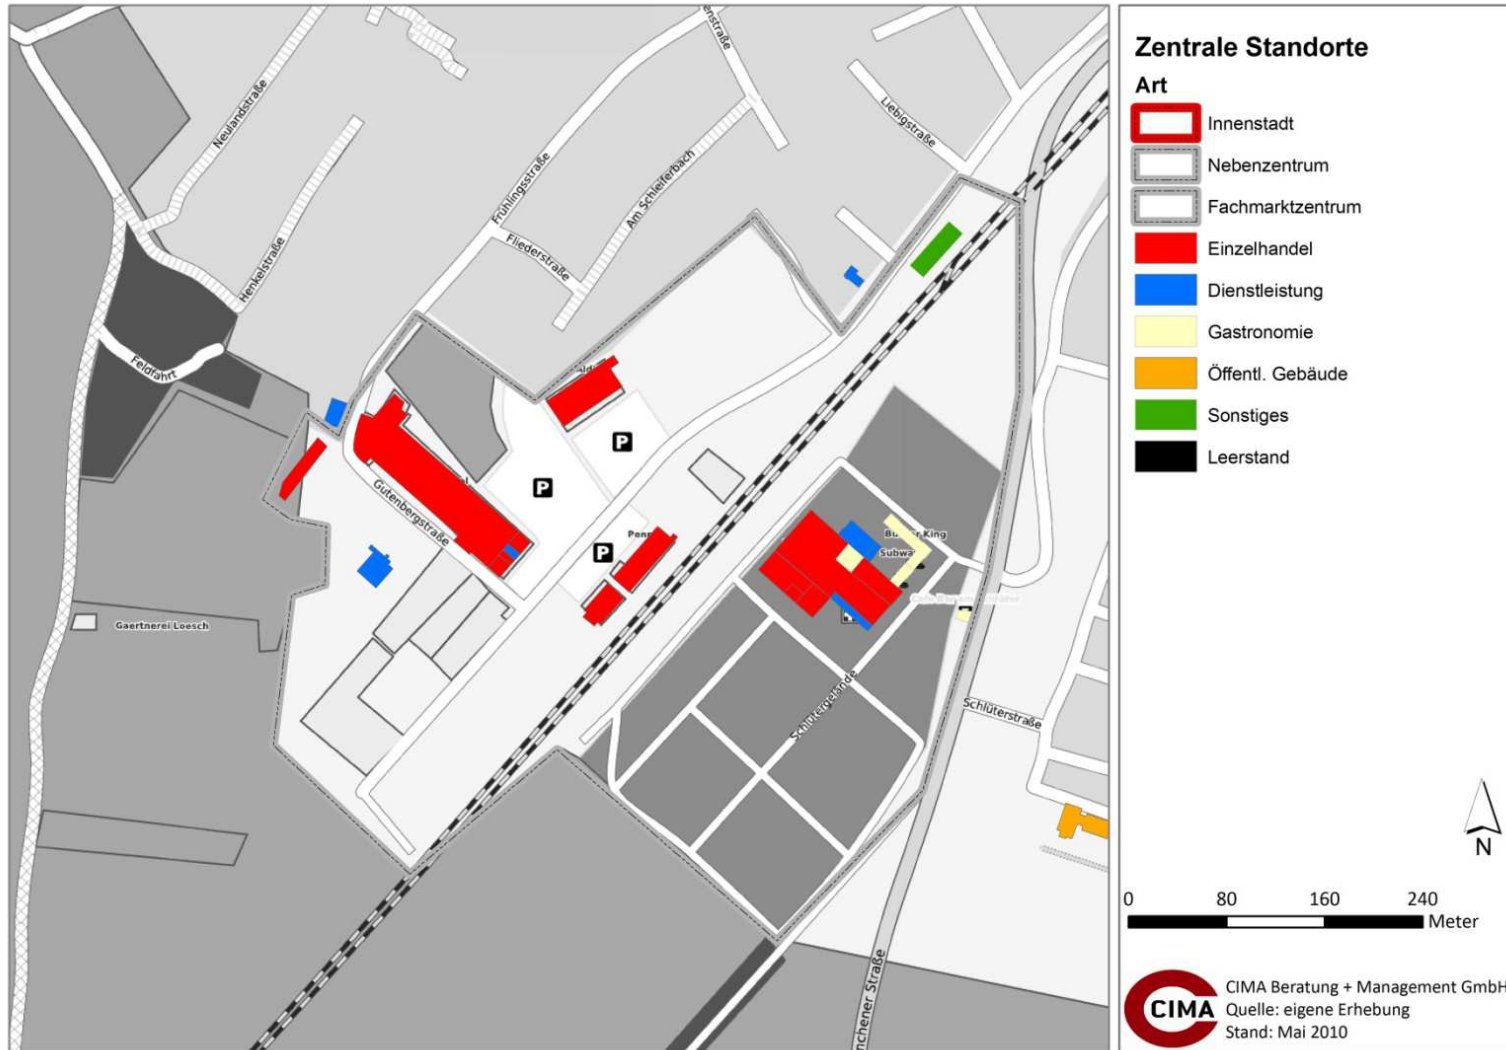 Zentrale Standorte
Art
Innenstadt
Nebenzentrum
Fachmarktzentrum
Einzelhandel
Dienstleistung
Gastronomie
Öffentl. Gebäude
Sonstiges
Leerstand
N
0 80 160 240
Meter
CIMA
CIMA Beratung + Management GmbH
Quelle: eigene Erhebung
Stand: Mai 2010
Neulandstraße
Henkelstraße
Feldfahrt
Frühlingsstraße
Fliederstraße
Am Schleiferbach
Liebigstraße
Gutenbergstraße
Gaertnerei Loesch
P
P
P
King
Schlütergelände
Schlüterstraße